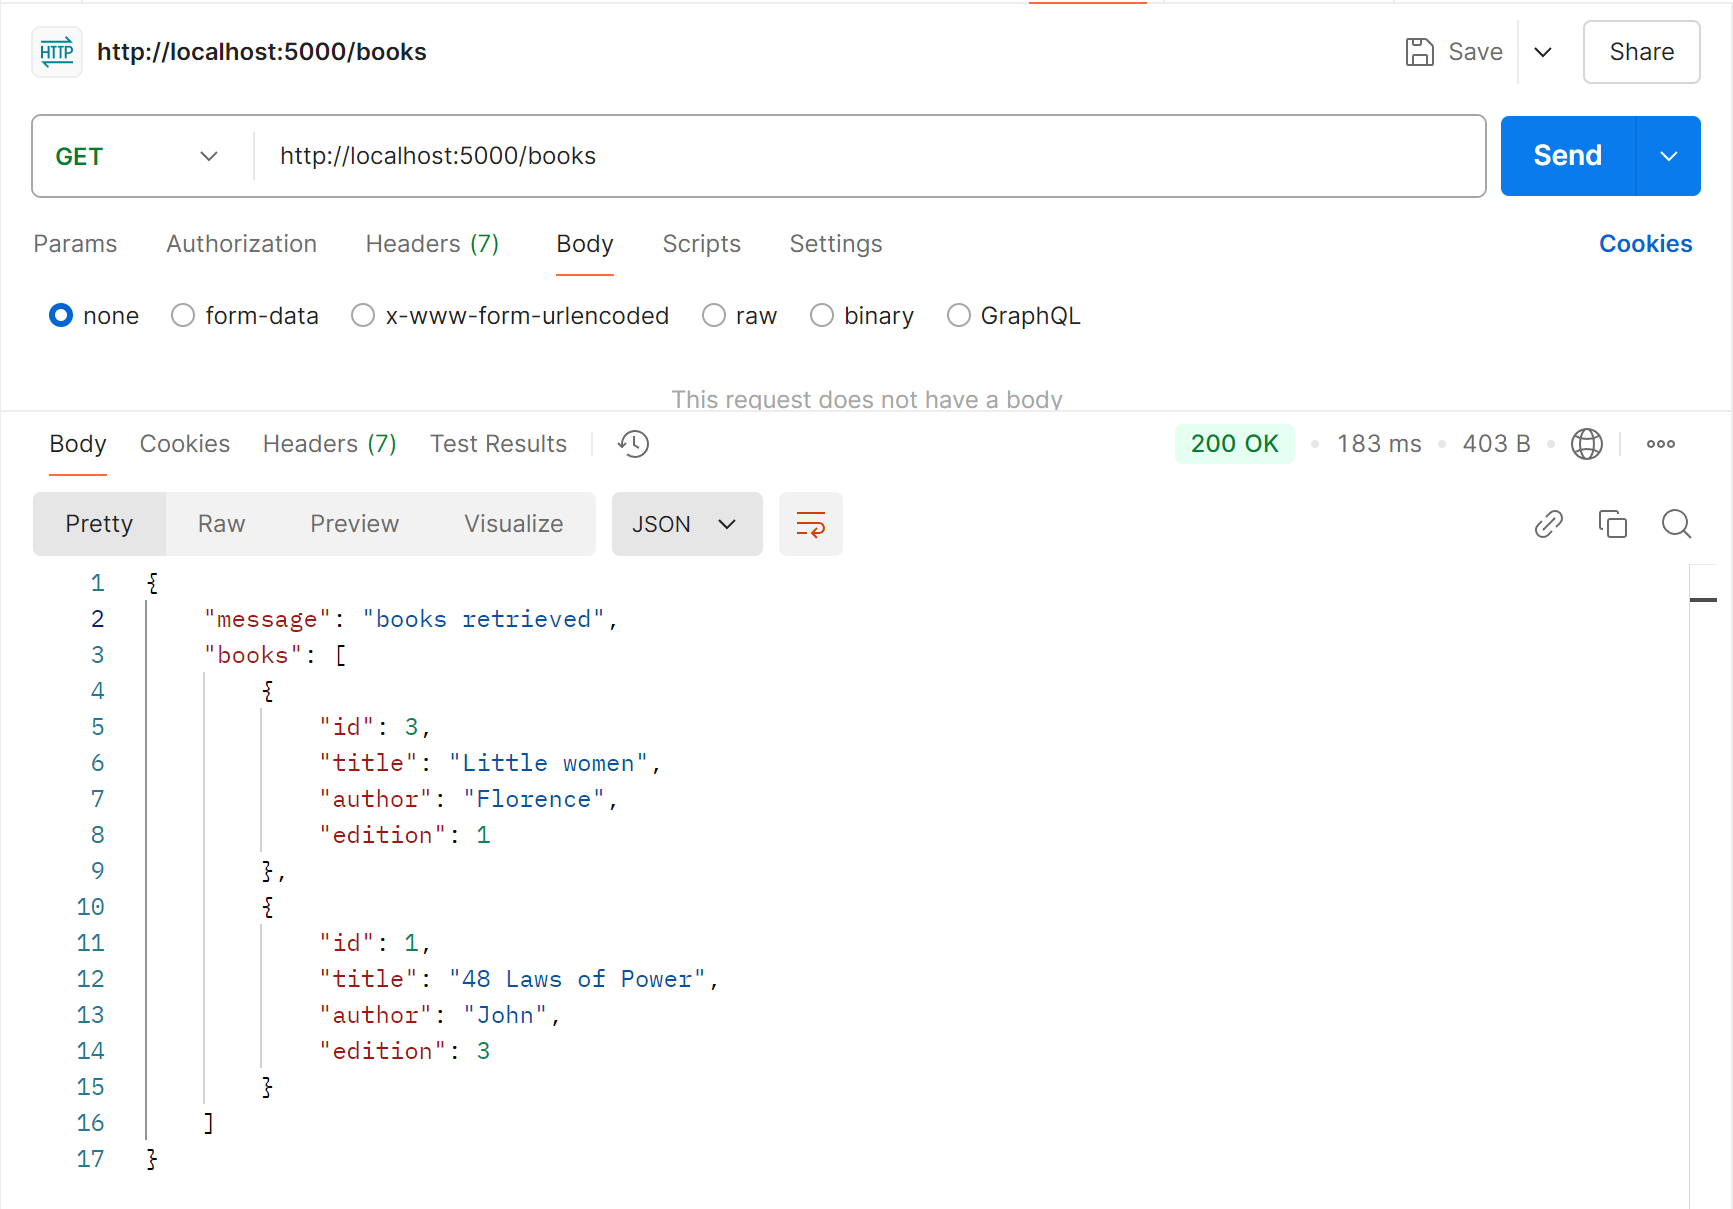 HTTP http://localhost:5000/books Save Share
GET http://localhost:5000/books Send
Params Authorization Headers (7) Body Scripts Settings Cookies
none form-data x-www-form-urlencoded raw binary GraphQL
This request does not have a body
Body Cookies Headers (7) Test Results 200 OK 183 ms 403 B
Pretty Raw Preview Visualize JSON
1 {
2 "message": "books retrieved",
3 "books": [
4 {
5 "id": 3,
6 "title": "Little women",
7 "author": "Florence",
8 "edition": 1
9 },
10 {
11 "id": 1,
12 "title": "48 Laws of Power",
13 "author": "John",
14 "edition": 3
15 }
16 ]
17 }